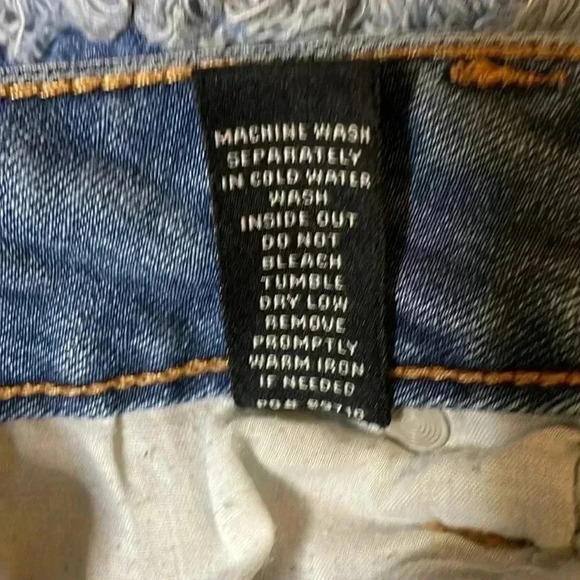 MACHINE WASH
SEPARATELY
IN COLD WATER
WASH
INSIDE OUT
DO NOT
BLEACH
TUMBLE
DRY LOW
REMOVE
PROMPTLY
WARM IRON
IF NEEDED